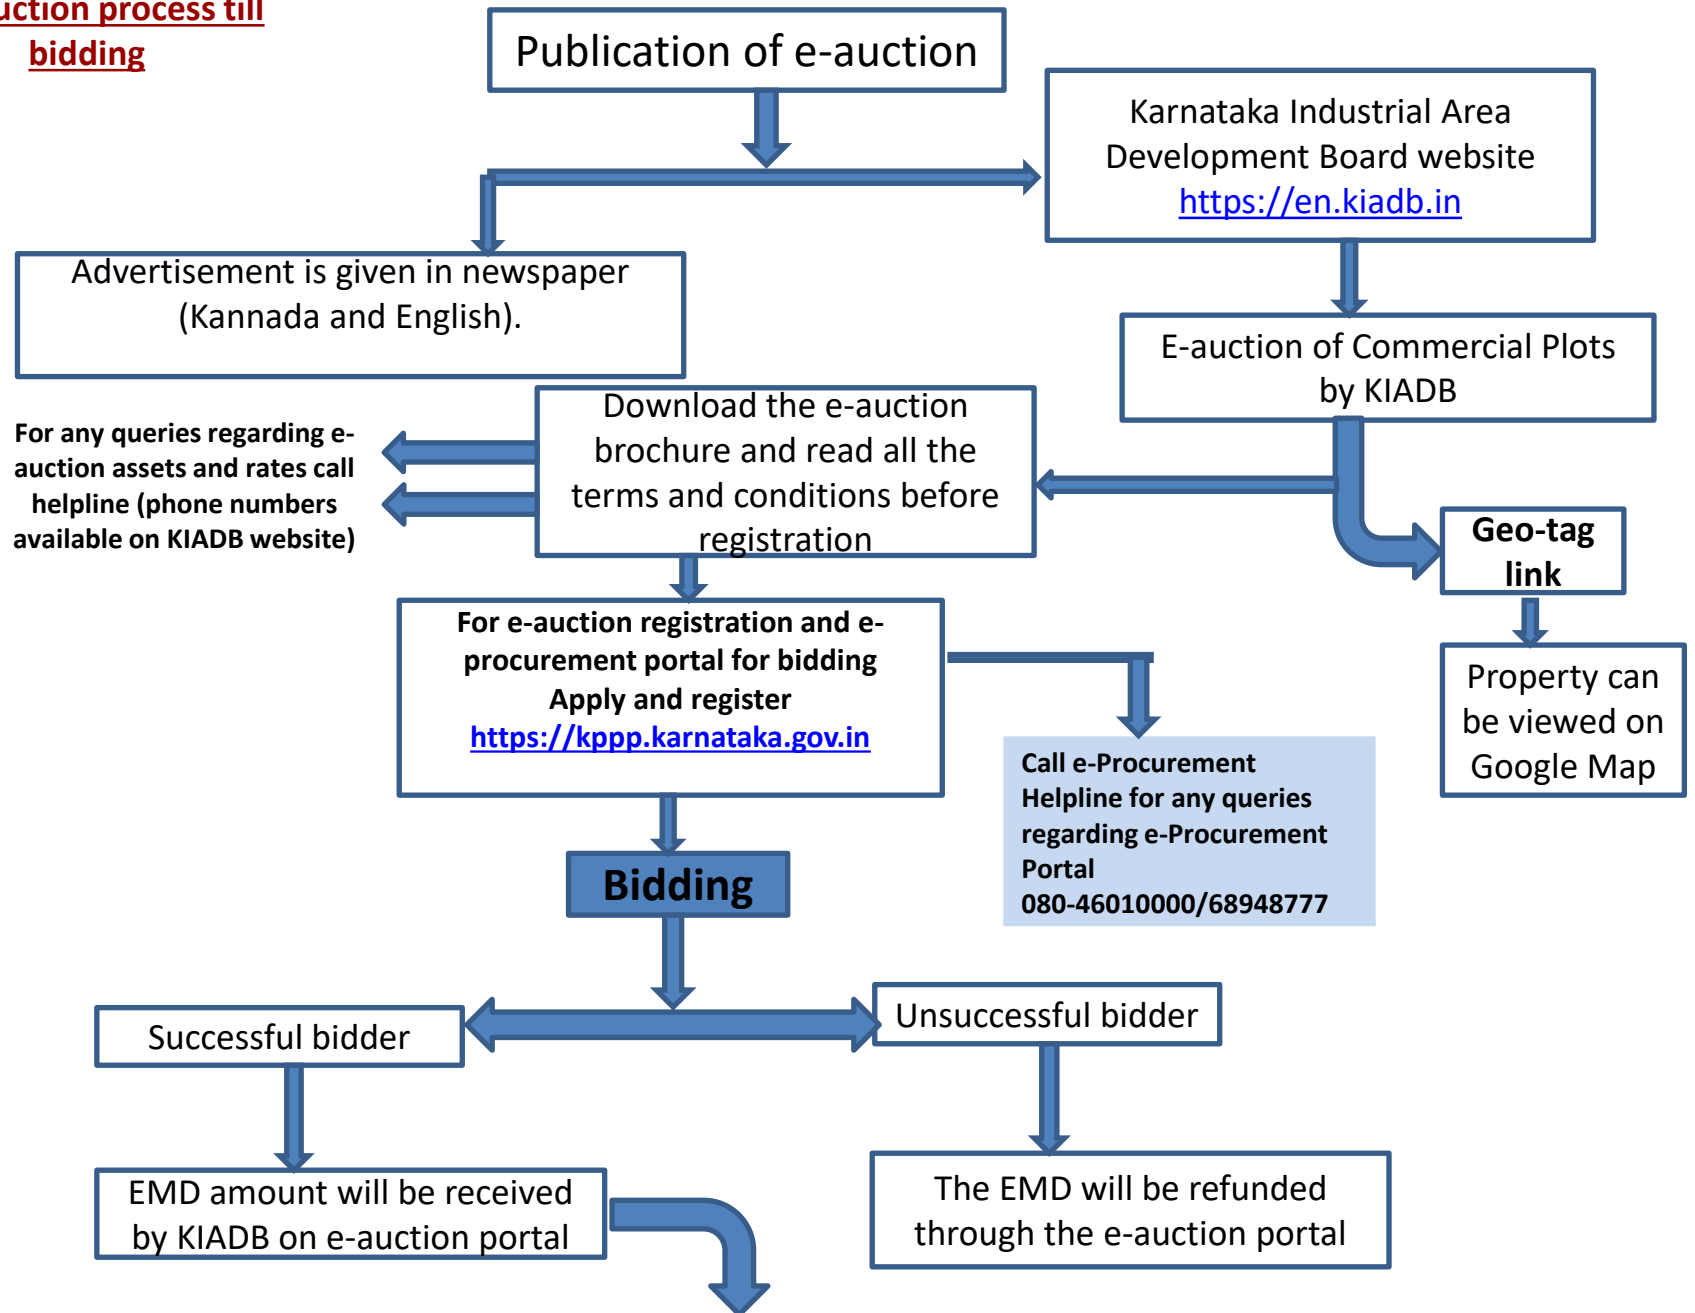 uction process till
bidding
Publication of e-auction
Karnataka Industrial Area
Development Board website
https://en.kiadb.in
Advertisement is given in newspaper
(Kannada and English).
E-auction of Commercial Plots
by KIADB
Download the e-auction
brochure and read all the
terms and conditions before
registration
For any queries regarding e-
auction assets and rates call
helpline (phone numbers
available on KIADB website)
Geo-tag
link
Property can
be viewed on
Google Map
For e-auction registration and e-
procurement portal for bidding
Apply and register
https://kppp.karnataka.gov.in
Call e-Procurement
Helpline for any queries
regarding e-Procurement
Portal
080-46010000/68948777
Bidding
Successful bidder
Unsuccessful bidder
EMD amount will be received
by KIADB on e-auction portal
The EMD will be refunded
through the e-auction portal